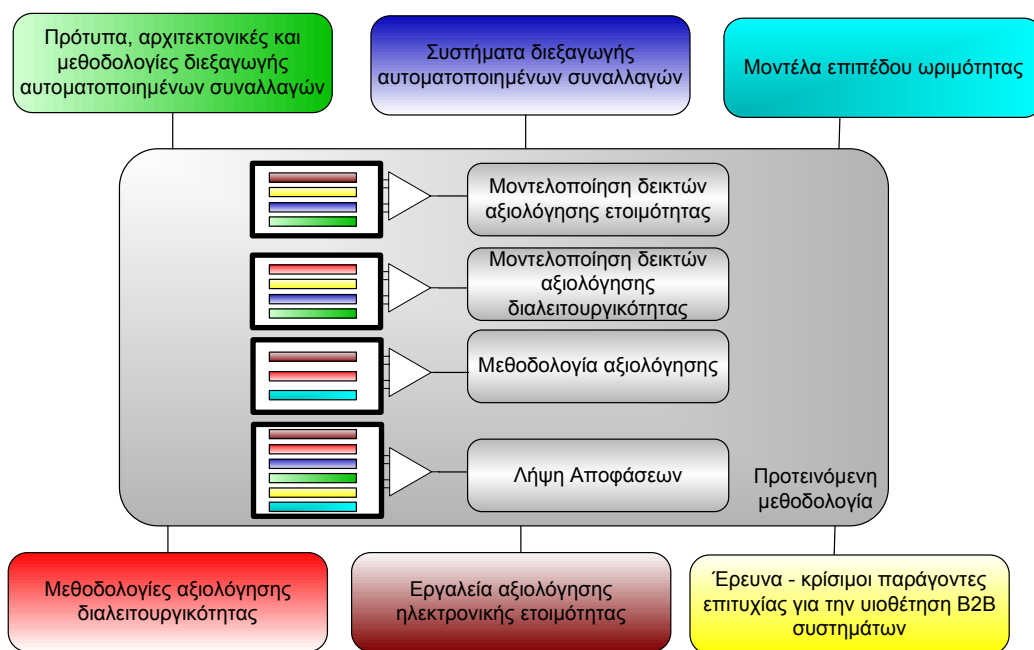 Πρότυπα, αρχιτεκτονικές και
μεθοδολογίες διεξαγωγής
αυτοματοποιημένων συναλλαγών
Συστήματα διεξαγωγής
αυτοματοποιημένων συναλλαγών
Μοντέλα επιπέδου ωριμότητας
Μοντελοποίηση δεικτών
αξιολόγησης ετοιμότητας
Μοντελοποίηση δεικτών
αξιολόγησης
διαλειτουργικότητας
Μεθοδολογία αξιολόγησης
Λήψη Αποφάσεων
Προτεινόμενη
μεθοδολογία
Μεθοδολογίες αξιολόγησης
διαλειτουργικότητας
Εργαλεία αξιολόγησης
ηλεκτρονικής ετοιμότητας
Έρευνα - κρίσιμοι παράγοντες
επιτυχίας για την υιοθέτηση B2B
συστημάτων